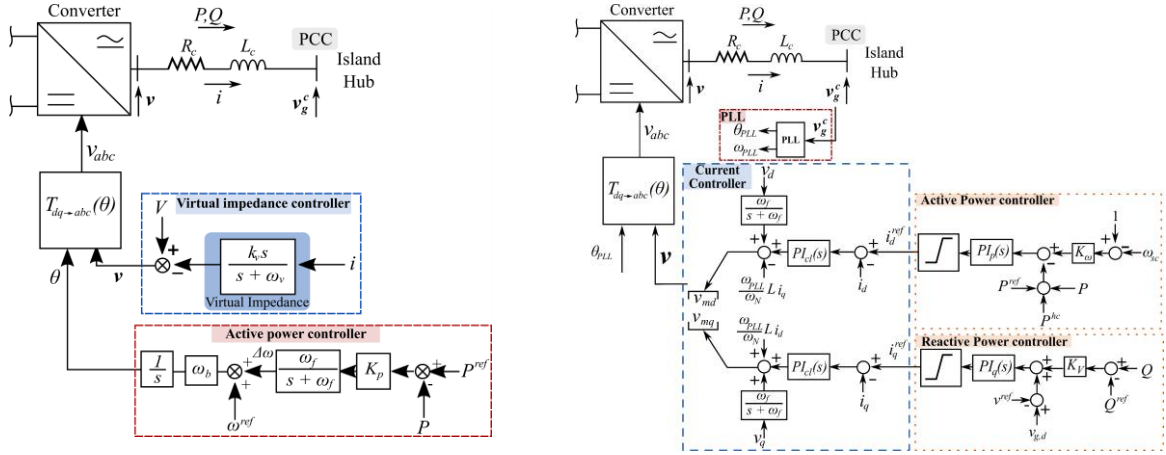 Converter
P,Q
R_c
L_c
PCC
Island
Hub
i
v
v_g^c
v_abc
T_dq→abc(θ)
Virtual impedance controller
V
+
−
k_v s
s + ω_v
i
v
Virtual Impedance
θ
Active power controller
1
s
ω_b
+
+
Δω
ω_f
s + ω_f
K_p
+
-
P^ref
ω^ref
P
Converter
P,Q
R_c
L_c
PCC
Island
Hub
i
v
v_g^c
v_abc
PLL
θ_PLL
ω_PLL
PLL
v_g^c
T_dq→abc(θ)
θ_PLL
v
Current
Controller
v_d
ω_f
s + ω_f
+
+
-
PI_cl(s)
+
-
i_d^ref
i_d
ω_PLL
ω_N
L i_q
v_md
v_mq
ω_PLL
ω_N
L i_d
+
+
+
PI_cl(s)
+
-
i_q^ref
i_q
ω_f
s + ω_f
v_q
Active Power controller
1
PI_p(s)
+
-
K_ω
+
-
ω_sc
P^ref
P
P^hc
Reactive Power controller
PI_q(s)
+
+
K_V
+
-
Q
Q^ref
v^ref
-
+
v_g,d